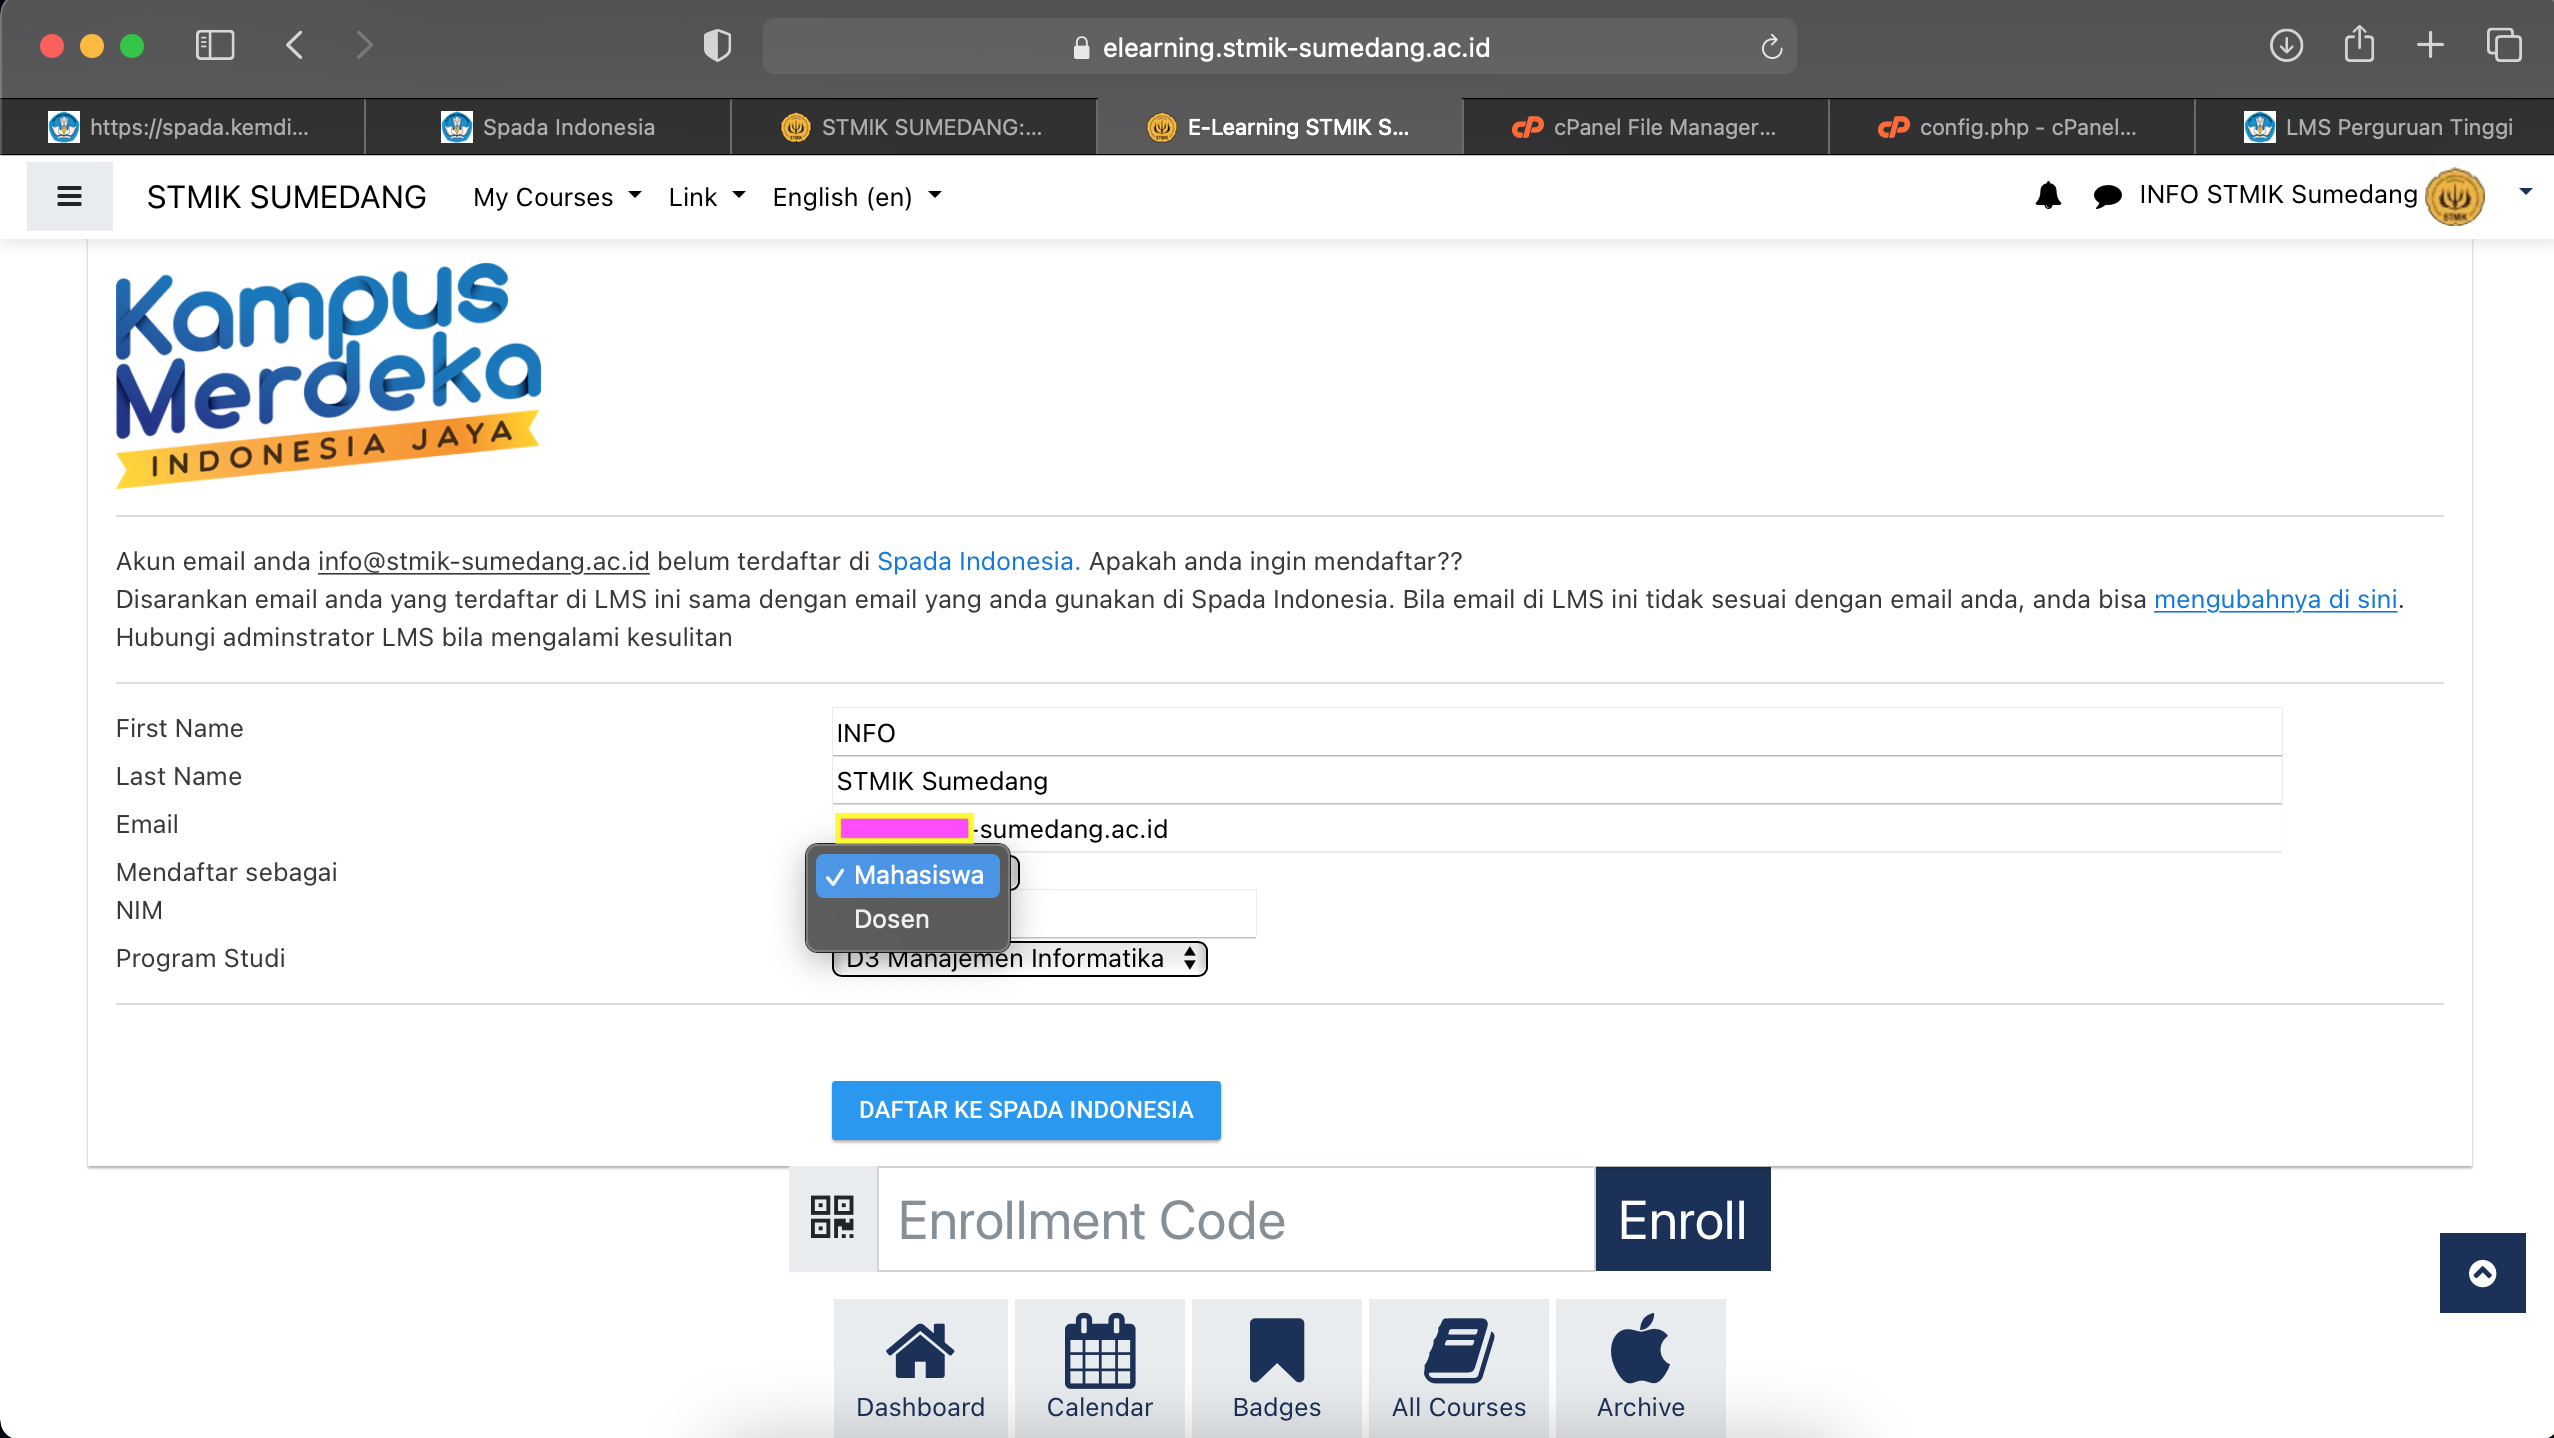 elearning.stmik-sumedang.ac.id
https://spada.kemdi...
Spada Indonesia
STMIK SUMEDANG:...
E-Learning STMIK S...
cPanel File Manager...
config.php - cPanel...
LMS Perguruan Tinggi
STMIK SUMEDANG
My Courses
Link
English (en)
INFO STMIK Sumedang
Kampus
Merdeka
INDONESIA JAYA
Akun email anda info@stmik-sumedang.ac.id belum terdaftar di Spada Indonesia. Apakah anda ingin mendaftar??
Disarankan email anda yang terdaftar di LMS ini sama dengan email yang anda gunakan di Spada Indonesia. Bila email di LMS ini tidak sesuai dengan email anda, anda bisa mengubahnya di sini.
Hubungi adminstrator LMS bila mengalami kesulitan
First Name
INFO
Last Name
STMIK Sumedang
Email
-sumedang.ac.id
Mendaftar sebagai
Mahasiswa
Dosen
NIM
Program Studi
D3 Manajemen Informatika
DAFTAR KE SPADA INDONESIA
Enrollment Code
Enroll
Dashboard
Calendar
Badges
All Courses
Archive